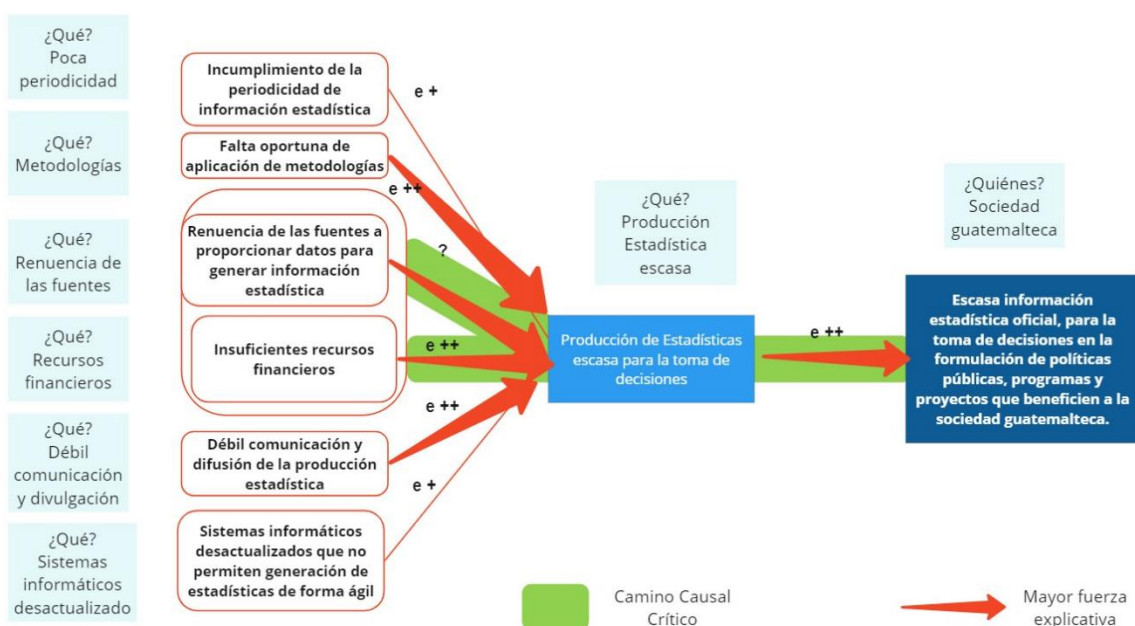 ¿Qué?
Poca
periodicidad
Incumplimiento de la
periodicidad de
información estadística
e +
¿Qué?
Metodologías
Falta oportuna de
aplicación de metodologías
e ++
¿Qué?
Renuencia de
las fuentes
Renuencia de las fuentes a
proporcionar datos para
generar información
estadística
?
¿Qué?
Recursos
financieros
Insuficientes recursos
financieros
e ++
¿Qué?
Débil
comunicación
y divulgación
Débil comunicación y
difusión de la producción
estadística
e ++
¿Qué?
Sistemas
informáticos
desactualizado
Sistemas informáticos
desactualizados que no
permiten generación de
estadísticas de forma ágil
e +
¿Qué?
Producción
Estadística
escasa
Producción de Estadísticas
escasa para la toma de
decisiones
e ++
¿Quiénes?
Sociedad
guatemalteca
Escasa información
estadística oficial, para la
toma de decisiones en la
formulación de políticas
públicas, programas y
proyectos que beneficien a la
sociedad guatemalteca.
Camino Causal
Crítico
Mayor fuerza
explicativa